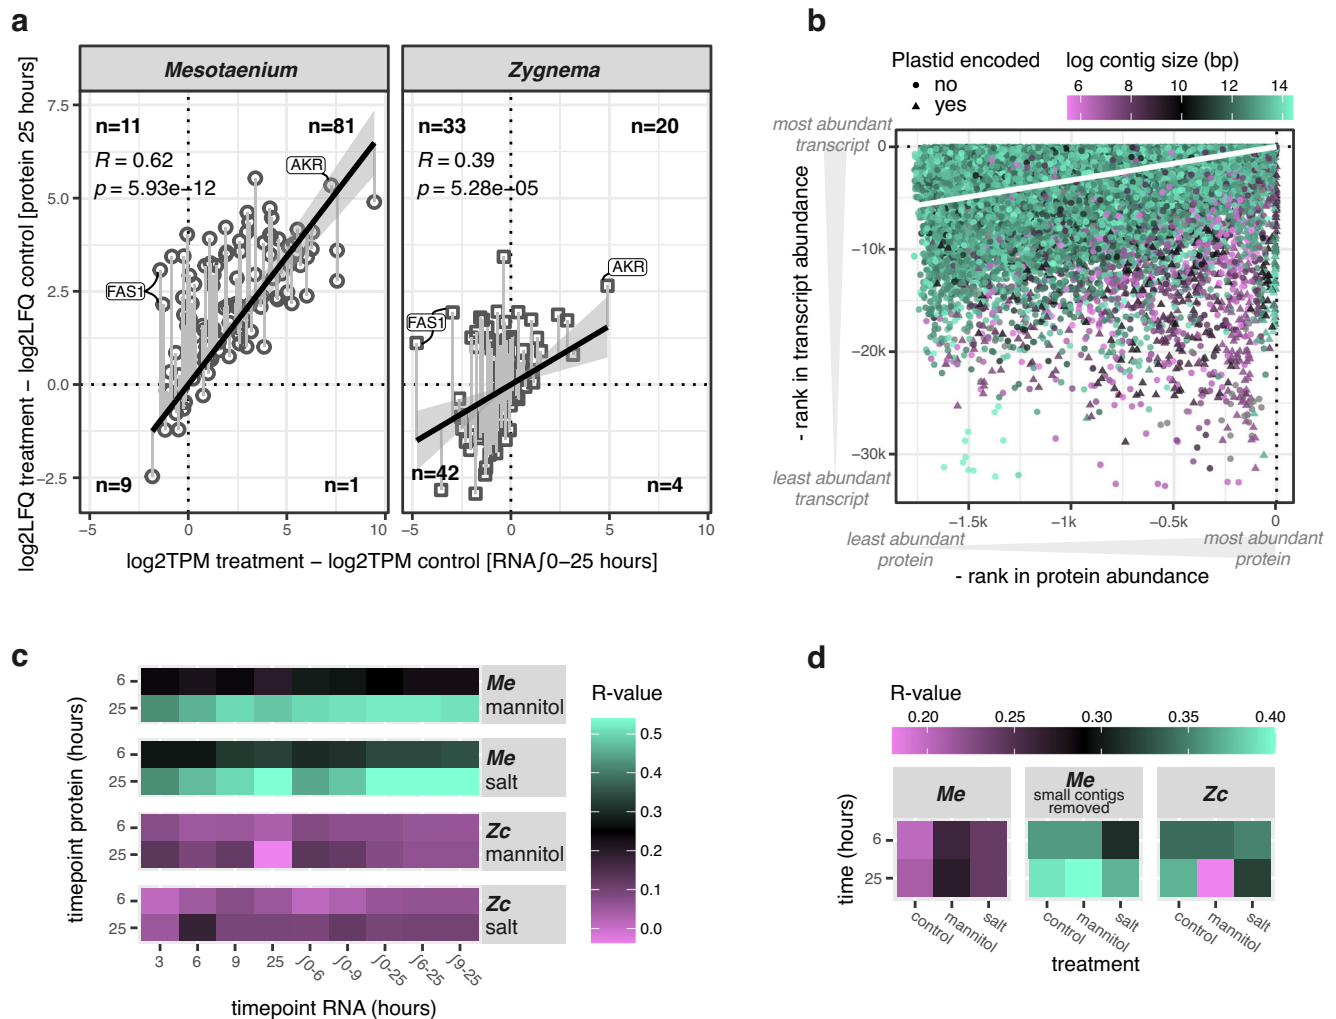 a
Mesotaenium
Zygnema
log2LFQ treatment − log2LFQ control [protein 25 hours]
7.5
5.0
2.5
0.0
−2.5
n=11
n=81
R = 0.62
p = 5.93e−12
AKR
FAS1
n=9
n=1
n=33
n=20
R = 0.39
p = 5.28e−05
AKR
FAS1
n=42
n=4
−5
0
5
10
−5
0
5
10
log2TPM treatment − log2TPM control [RNA∫0−25 hours]
b
Plastid encoded
no
yes
log contig size (bp)
6
8
10
12
14
most abundant
transcript
- rank in transcript abundance
least abundant
transcript
0
−10k
−20k
−30k
−1.5k
−1k
−0.5k
0
least abundant
protein
most abundant
protein
- rank in protein abundance
c
timepoint protein (hours)
6
25
Me
mannitol
6
25
Me
salt
6
25
Zc
mannitol
6
25
Zc
salt
3
6
9
25
∫0-6
∫0-9
∫0-25
∫6-25
∫9-25
timepoint RNA (hours)
R-value
0.5
0.4
0.3
0.2
0.1
0.0
d
R-value
0.20
0.25
0.30
0.35
0.40
Me
Me
small contigs
removed
Zc
time (hours)
6
25
control
mannitol
salt
control
mannitol
salt
control
mannitol
salt
treatment